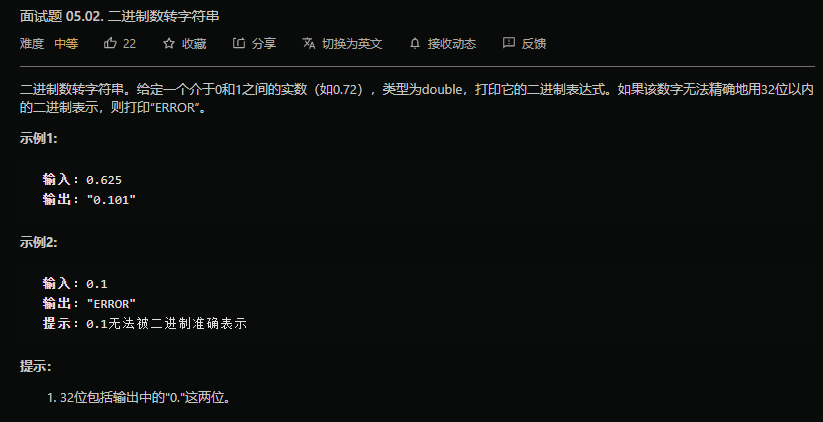 面试题 05.02. 二进制数转字符串
难度 中等 22 收藏 分享 切换为英文 接收动态 反馈
二进制数转字符串。给定一个介于0和1之间的实数（如0.72），类型为double，打印它的二进制表达式。如果该数字无法精确地用32位以内
的二进制表示，则打印“ERROR”。
示例1:
输入：0.625
输出："0.101"
示例2:
输入：0.1
输出："ERROR"
提示：0.1无法被二进制准确表示
提示：
1. 32位包括输出中的"0."这两位。